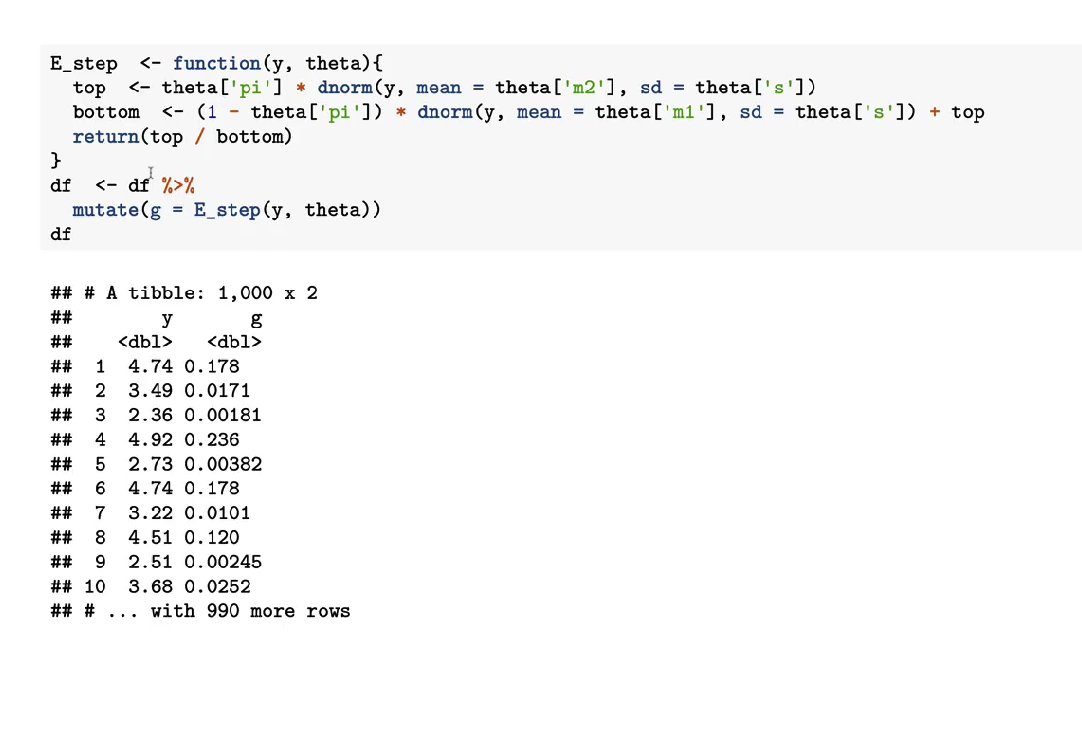 E_step <- function(y, theta){
top <- theta['pi'] * dnorm(y, mean = theta['m2'], sd = theta['s'])
bottom <- (1 - theta['pi']) * dnorm(y, mean = theta['m1'], sd = theta['s']) + top
return(top / bottom)
}
df <- df %>%
mutate(g = E_step(y, theta))
df
## # A tibble: 1,000 x 2
## y g
## <dbl> <dbl>
## 1 4.74 0.178
## 2 3.49 0.0171
## 3 2.36 0.00181
## 4 4.92 0.236
## 5 2.73 0.00382
## 6 4.74 0.178
## 7 3.22 0.0101
## 8 4.51 0.120
## 9 2.51 0.00245
## 10 3.68 0.0252
## # ... with 990 more rows